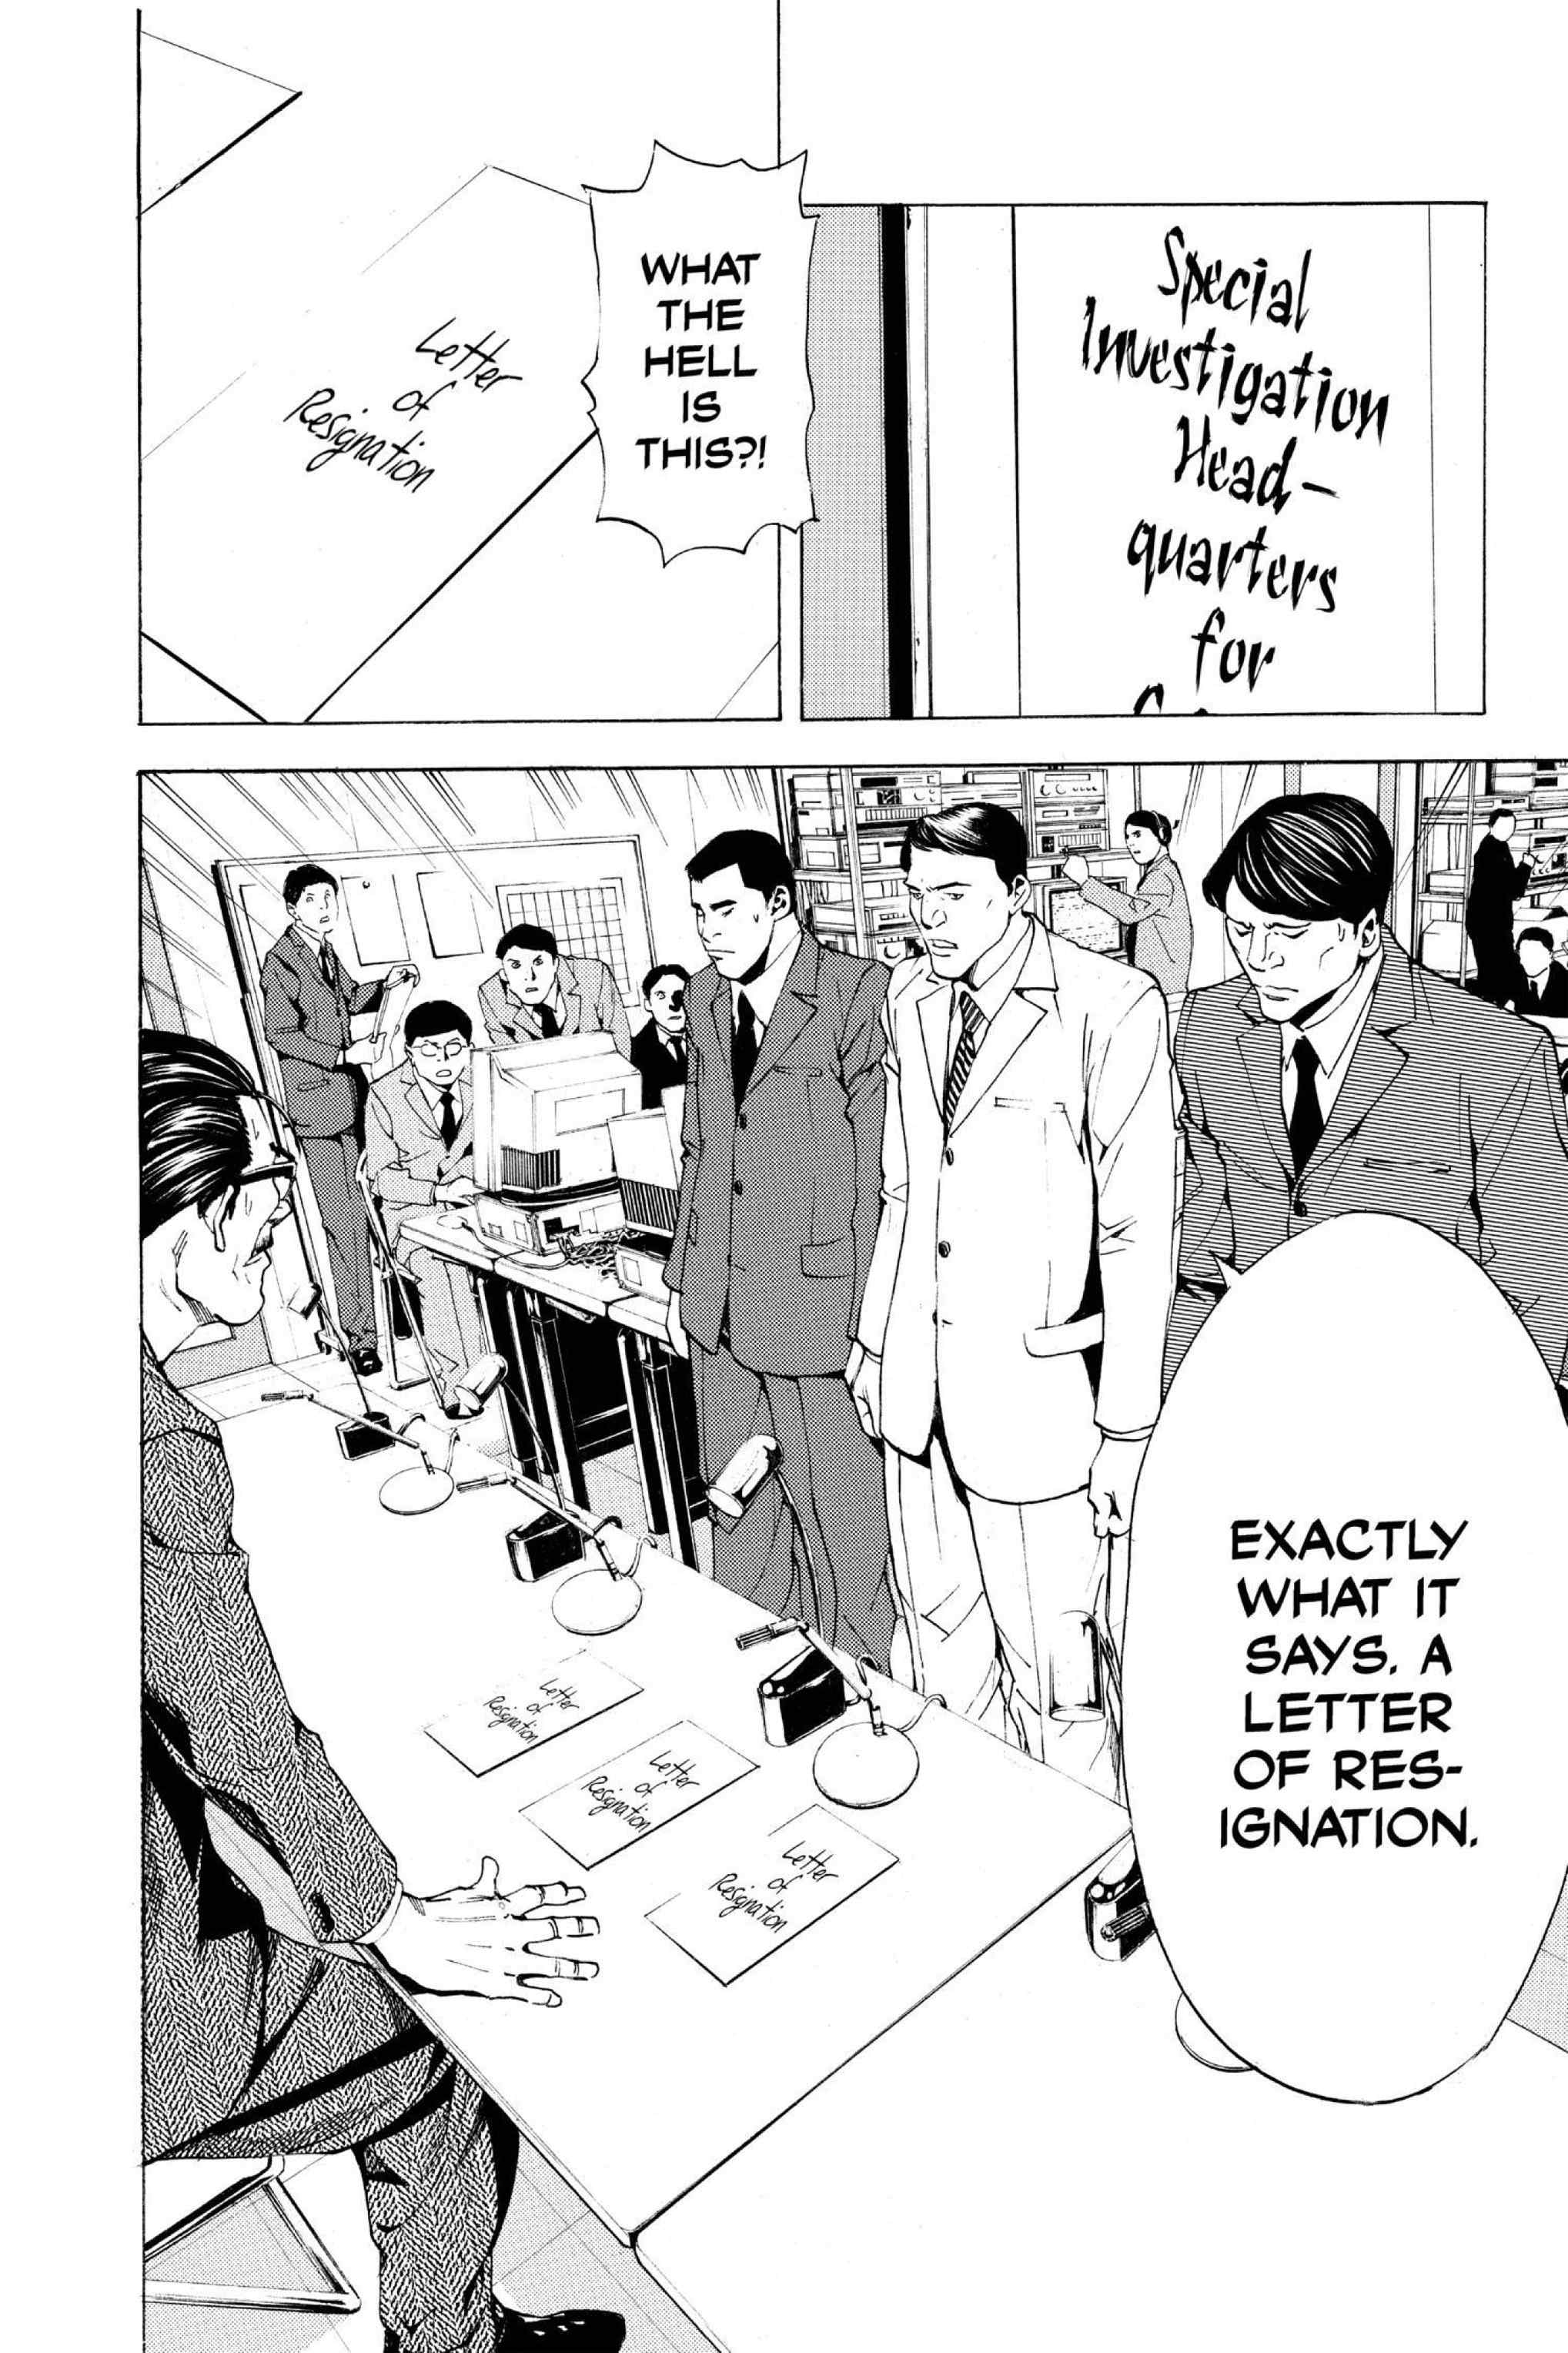 Special
Investigation
Head-
quarters
for
WHAT
THE
HELL
IS
THIS?!
Letter
of
Resignation
EXACTLY
WHAT IT
SAYS. A
LETTER
OF RES-
IGNATION.
Letter
of
Resignation
Letter
of
Resignation
Letter
of
Resignation